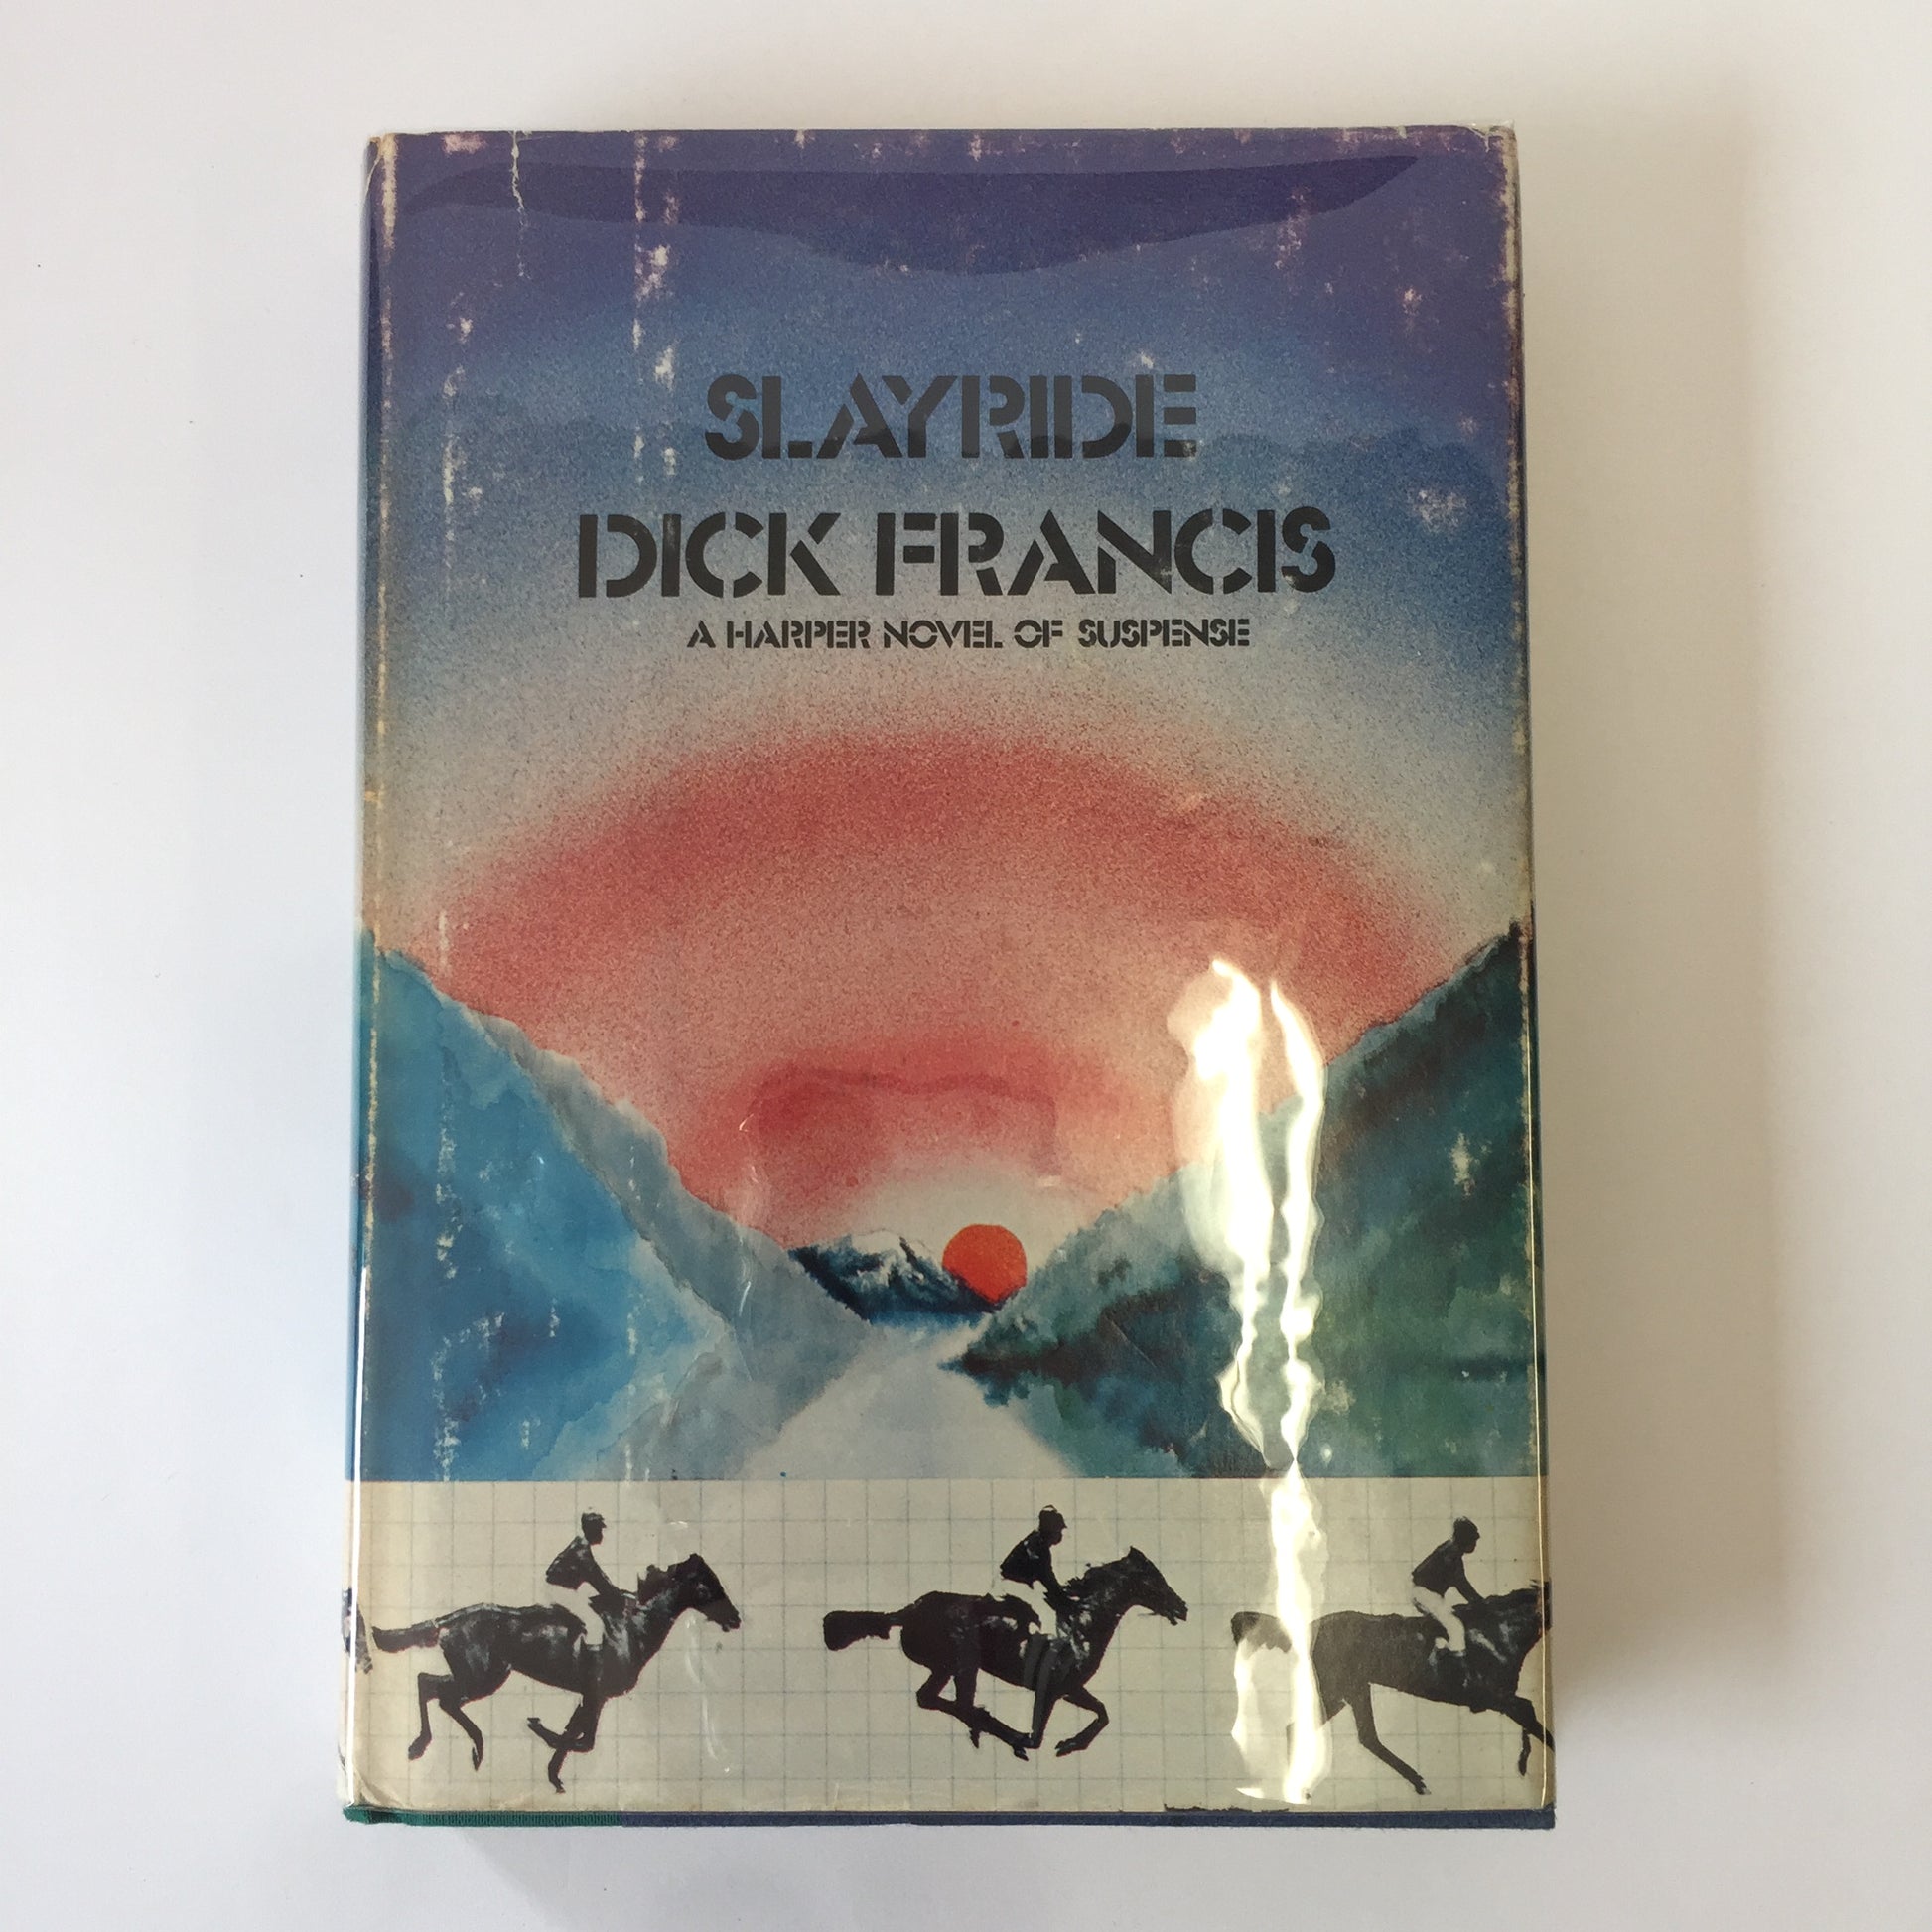 SLAYRIDE
DICK FRANCIS
A HARPER NOVEL OF SUSPENSE